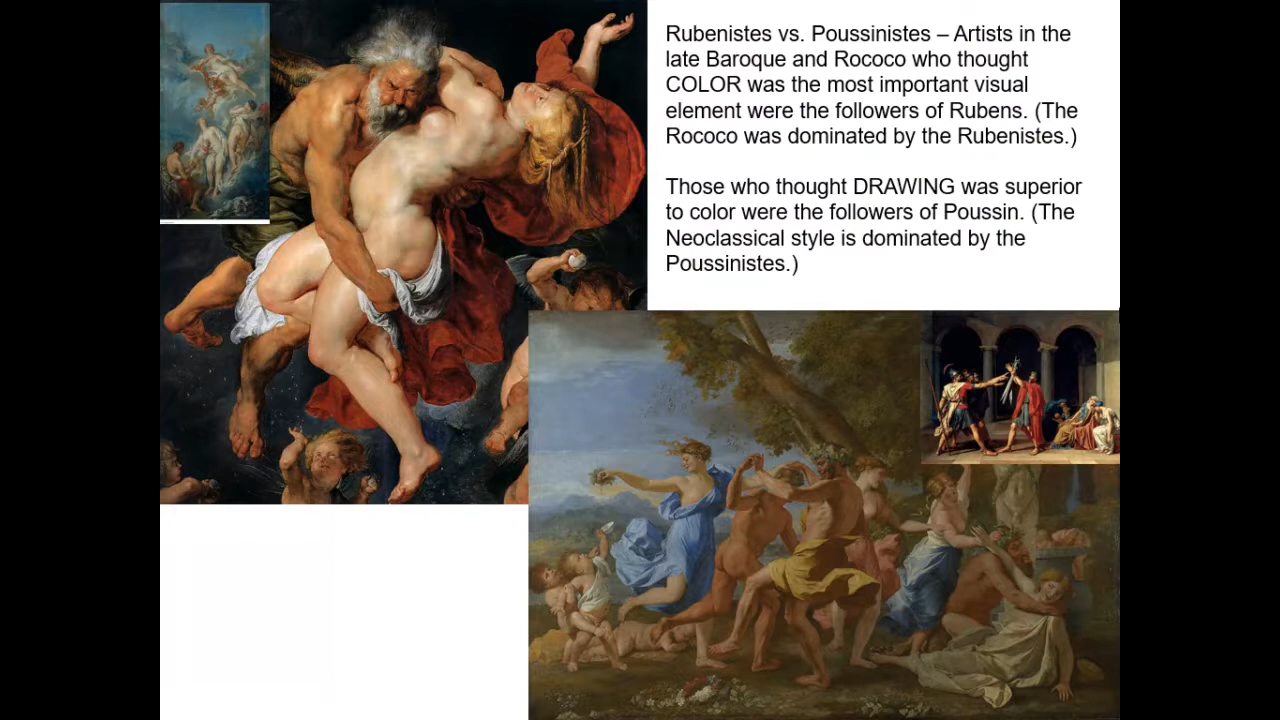 Rubenistes vs. Poussinistes – Artists in the
late Baroque and Rococo who thought
COLOR was the most important visual
element were the followers of Rubens. (The
Rococo was dominated by the Rubenistes.)
Those who thought DRAWING was superior
to color were the followers of Poussin. (The
Neoclassical style is dominated by the
Poussinistes.)